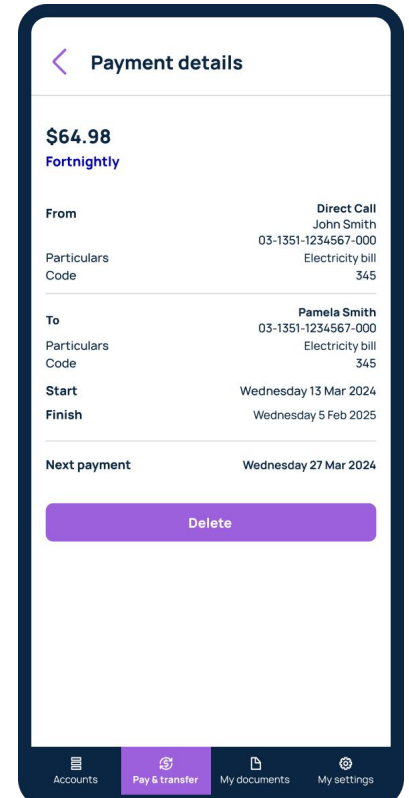 Payment details
$64.98
Fortnightly
From Direct Call
John Smith
03-1351-1234567-000
Particulars Electricity bill
Code 345
To Pamela Smith
03-1351-1234567-000
Particulars Electricity bill
Code 345
Start Wednesday 13 Mar 2024
Finish Wednesday 5 Feb 2025
Next payment Wednesday 27 Mar 2024
Delete
Accounts Pay & transfer My documents My settings